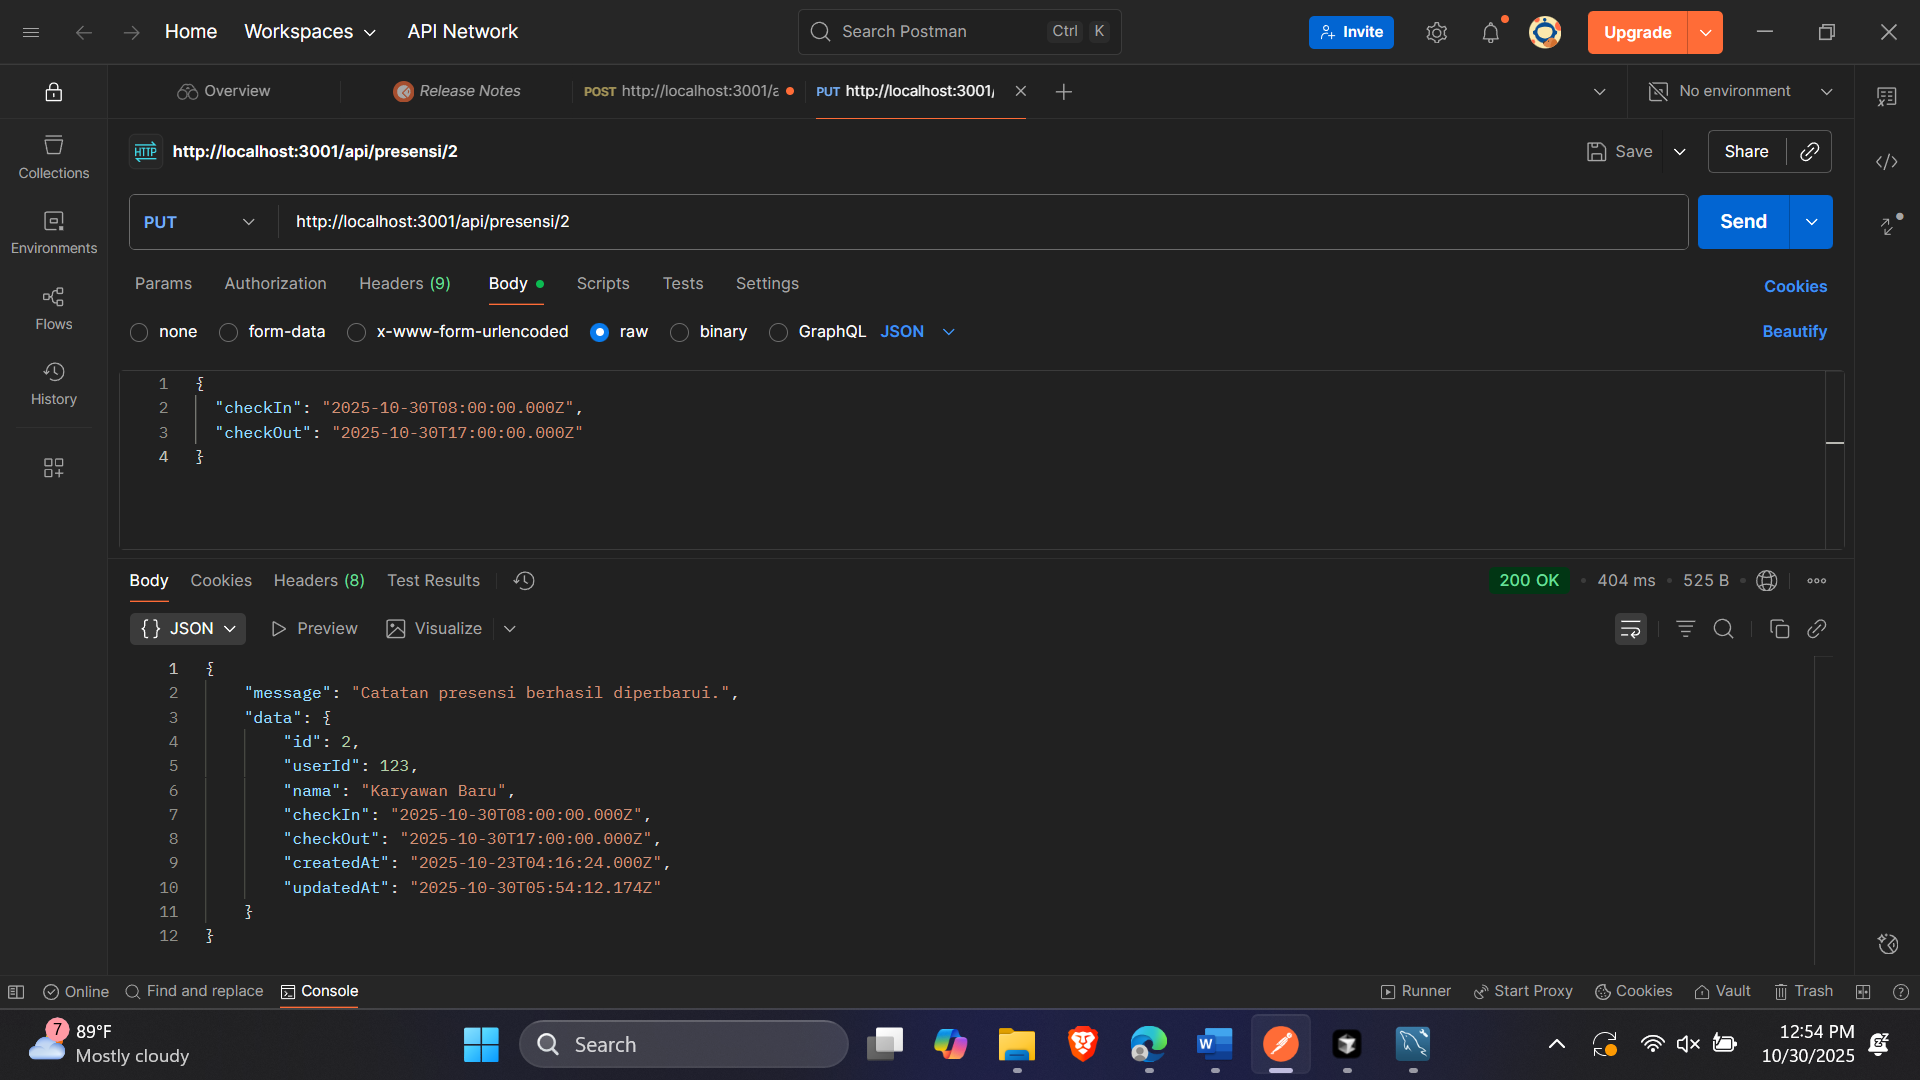 Home
Workspaces
API Network
Search Postman
Ctrl
K
Invite
Upgrade
Overview
Release Notes
POST http://localhost:3001/a
PUT http://localhost:3001/
No environment
HTTP
http://localhost:3001/api/presensi/2
Save
Share
Collections
Environments
Flows
History
PUT
http://localhost:3001/api/presensi/2
Send
Params
Authorization
Headers (9)
Body
Scripts
Tests
Settings
Cookies
none
form-data
x-www-form-urlencoded
raw
binary
GraphQL
JSON
Beautify
1 {
2 "checkIn": "2025-10-30T08:00:00.000Z",
3 "checkOut": "2025-10-30T17:00:00.000Z"
4 }
Body
Cookies
Headers (8)
Test Results
200 OK
404 ms
525 B
{} JSON
Preview
Visualize
1 {
2 "message": "Catatan presensi berhasil diperbarui.",
3 "data": {
4 "id": 2,
5 "userId": 123,
6 "nama": "Karyawan Baru",
7 "checkIn": "2025-10-30T08:00:00.000Z",
8 "checkOut": "2025-10-30T17:00:00.000Z",
9 "createdAt": "2025-10-23T04:16:24.000Z",
10 "updatedAt": "2025-10-30T05:54:12.174Z"
11 }
12 }
Online
Find and replace
Console
Runner
Start Proxy
Cookies
Vault
Trash
7
89°F
Mostly cloudy
Search
W
12:54 PM
10/30/2025